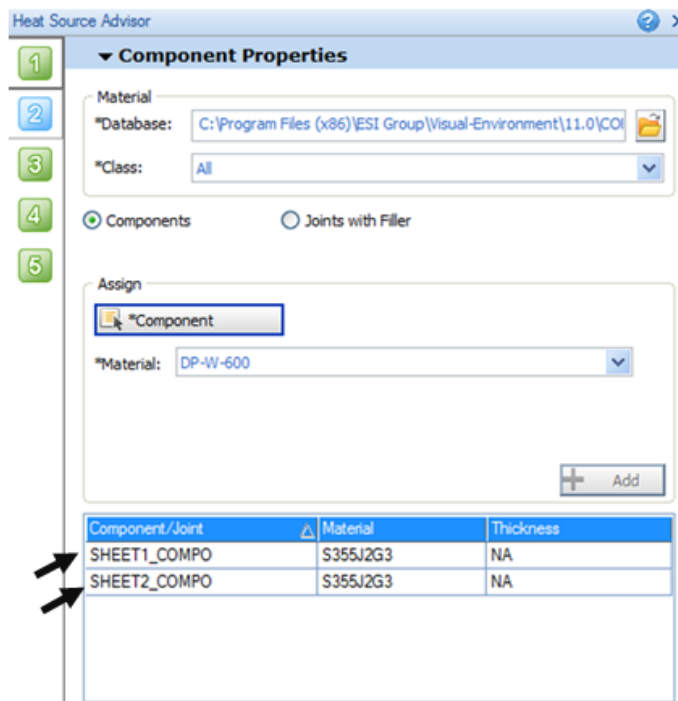 Heat Source Advisor
1
Component Properties
2
3
4
5
Material
*Database: C:\Program Files (x86)\ESI Group\Visual-Environment\11.0\COI
*Class: All
Components Joints with Filler
Assign
*Component
*Material: DP-W-600
Add
Component/Joint Material Thickness
SHEET1_COMPO S355J2G3 NA
SHEET2_COMPO S355J2G3 NA